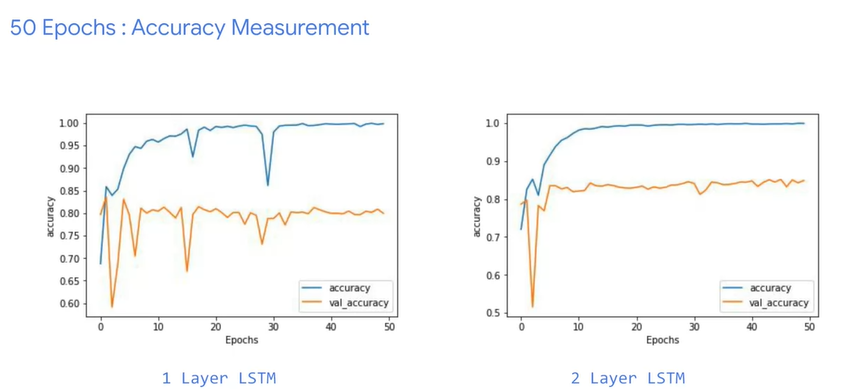 50 Epochs : Accuracy Measurement
1.00
0.95
0.90
0.85
0.80
0.75
0.70
0.65
0.60
accuracy
0 10 20 30 40 50
Epochs
accuracy
val_accuracy
1 Layer LSTM
1.0
0.9
0.8
0.7
0.6
0.5
accuracy
0 10 20 30 40 50
Epochs
accuracy
val_accuracy
2 Layer LSTM